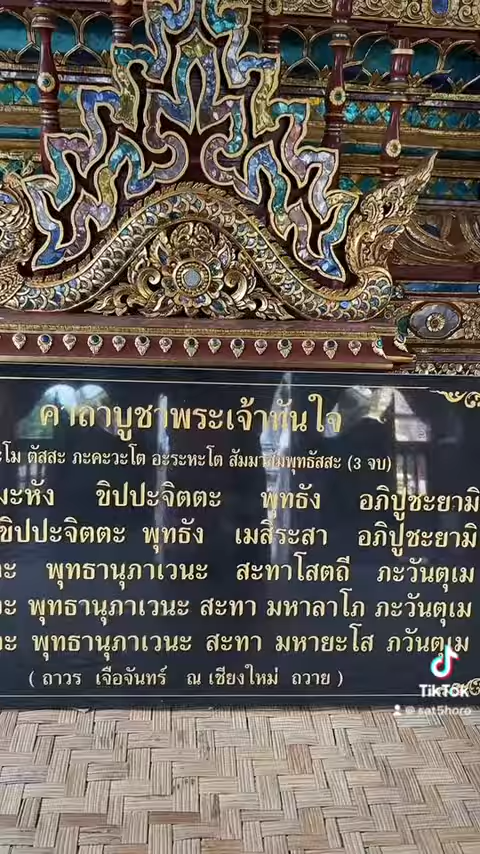 คาถาบูชาพระเจ้าทันใจ
โม ตัสสะ ภะคะวะโต อะระหะโต สัมมาสัมพุทธัสสะ (3 จบ)
มะหัง ขิปปะจิตตะ พุทธัง อภิปูชะยามิ
ขิปปะจิตตะ พุทธัง เมสิระสา อภิปูชะยามิ
พุทธานุภาเวนะ สะทาโสตถี ภะวันตุเม
พุทธานุภาเวนะ สะทา มหาลาโภ ภะวันตุเม
พุทธานุภาเวนะ สะทา มหายะโส ภวันตุเม
( ถาวร เจือจันทร์ ณ เชียงใหม่ ถวาย )
TikTok
@ sat5horo